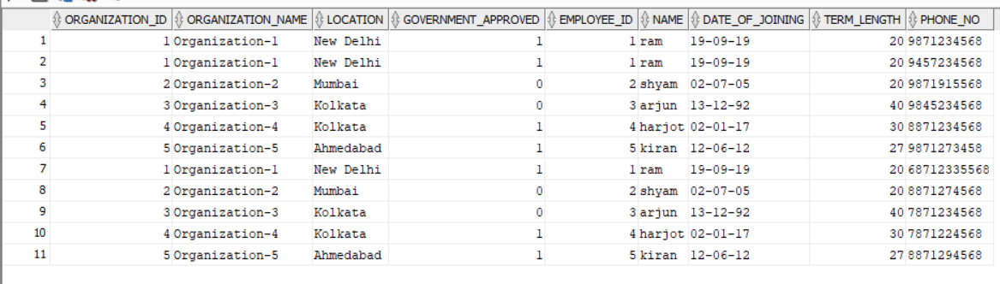 ORGANIZATION_ID ORGANIZATION_NAME LOCATION GOVERNMENT_APPROVED EMPLOYEE_ID NAME DATE_OF_JOINING TERM_LENGTH PHONE_NO
1 1 Organization-1 New Delhi 1 1 ram 19-09-19 20 9871234568
2 1 Organization-1 New Delhi 1 1 ram 19-09-19 20 9457234568
3 2 Organization-2 Mumbai 0 2 shyam 02-07-05 20 9871915568
4 3 Organization-3 Kolkata 0 3 arjun 13-12-92 40 9845234568
5 4 Organization-4 Kolkata 1 4 harjot 02-01-17 30 8871234568
6 5 Organization-5 Ahmedabad 1 5 kiran 12-06-12 27 9871273458
7 1 Organization-1 New Delhi 1 1 ram 19-09-19 20 68712335568
8 2 Organization-2 Mumbai 0 2 shyam 02-07-05 20 8871274568
9 3 Organization-3 Kolkata 0 3 arjun 13-12-92 40 7871234568
10 4 Organization-4 Kolkata 1 4 harjot 02-01-17 30 7871224568
11 5 Organization-5 Ahmedabad 1 5 kiran 12-06-12 27 8871294568